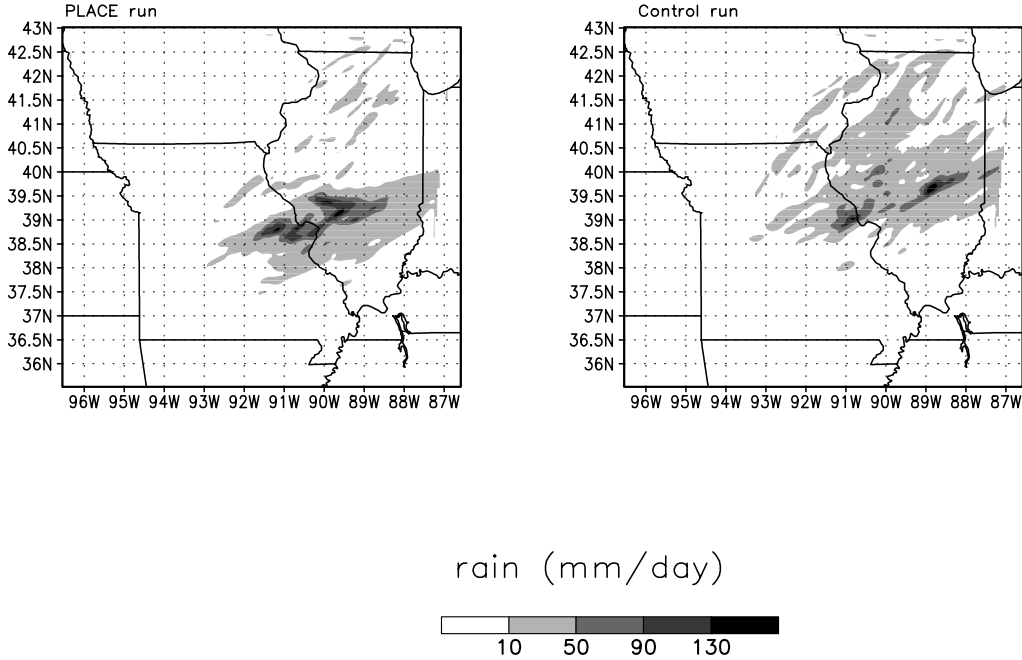 PLACE run
Control run
43N
42.5N
42N
41.5N
41N
40.5N
40N
39.5N
39N
38.5N
38N
37.5N
37N
36.5N
36N
96W 95W 94W 93W 92W 91W 90W 89W 88W 87W
43N
42.5N
42N
41.5N
41N
40.5N
40N
39.5N
39N
38.5N
38N
37.5N
37N
36.5N
36N
96W 95W 94W 93W 92W 91W 90W 89W 88W 87W
rain (mm/day)
10 50 90 130